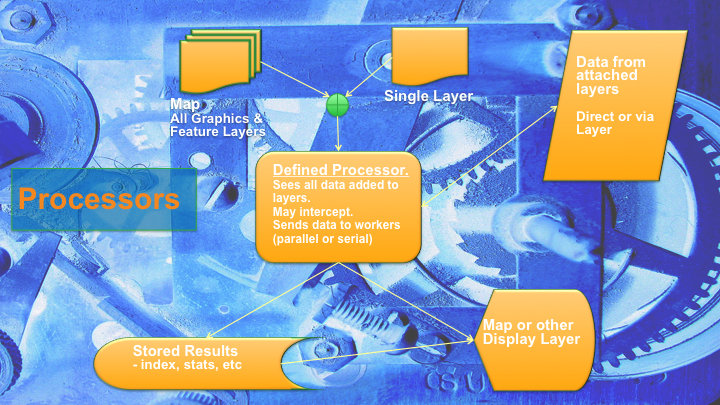 Map
All Graphics &
Feature Layers
Single Layer
Data from
attached
layers
Direct or via
Layer
Processors
Defined Processor.
Sees all data added to
layers.
May intercept.
Sends data to workers
(parallel or serial)
Map or other
Display Layer
Stored Results
- index, stats, etc